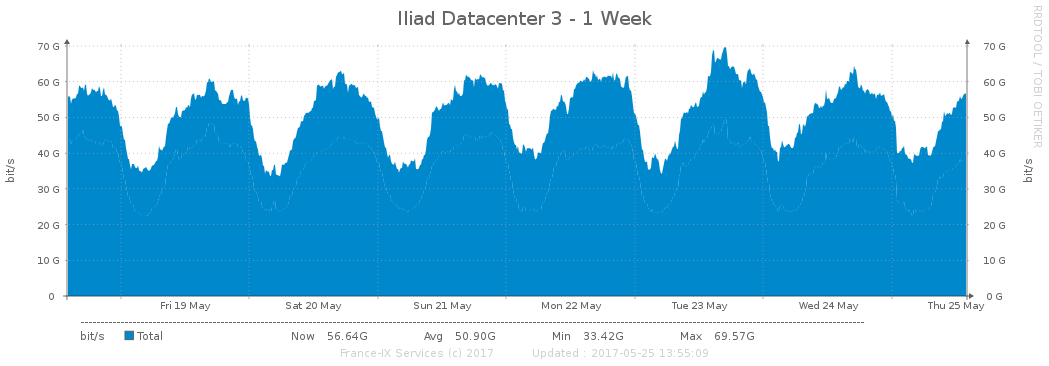 Iliad Datacenter 3 - 1 Week
RRDTOOL / TOBI OETIKER
70 G 70 G
60 G 60 G
50 G 50 G
40 G 40 G
30 G 30 G
20 G 20 G
10 G 10 G
0 0 G
bit/s
bit/s
Fri 19 May Sat 20 May Sun 21 May Mon 22 May Tue 23 May Wed 24 May Thu 25 May
bit/s Total Now 56.64G Avg 50.90G Min 33.42G Max 69.57G
France-IX Services (c) 2017 Updated : 2017-05-25 13:55:09